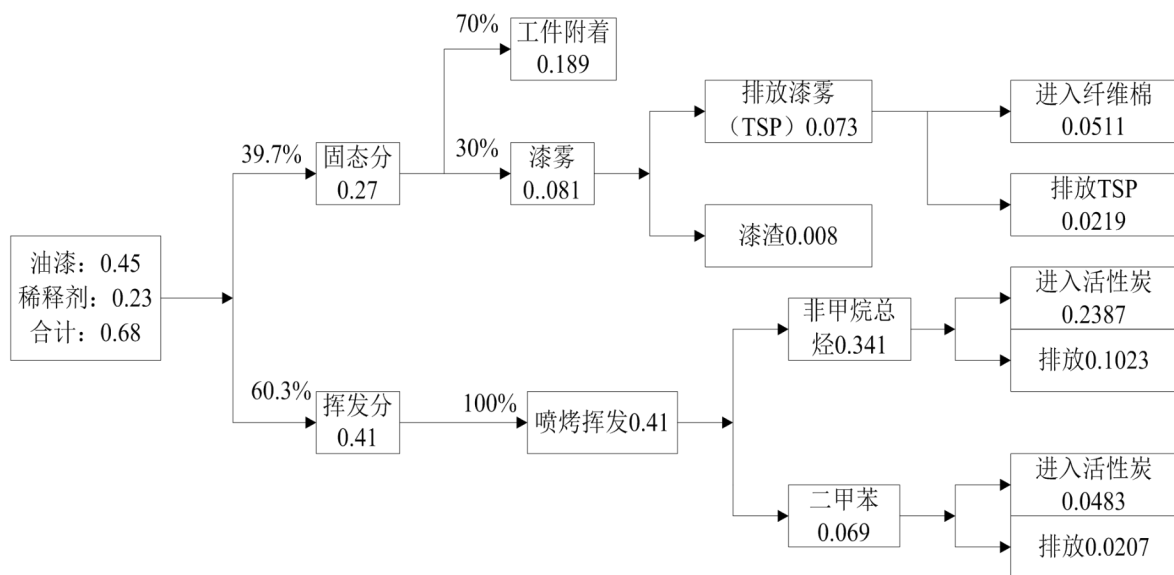 油漆：0.45
稀释剂：0.23
合计：0.68
39.7%
固态分
0.27
70%
工件附着
0.189
30%
漆雾
0..081
排放漆雾
（TSP）0.073
进入纤维棉
0.0511
排放TSP
0.0219
漆渣0.008
60.3%
挥发分
0.41
100%
喷烤挥发0.41
非甲烷总
烃0.341
进入活性炭
0.2387
排放0.1023
二甲苯
0.069
进入活性炭
0.0483
排放0.0207